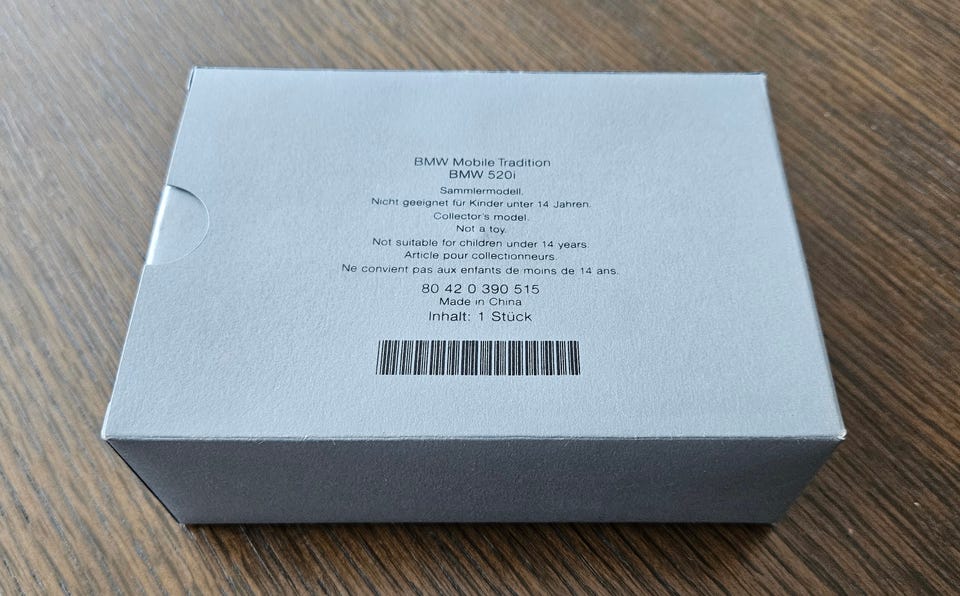 BMW Mobile Tradition
BMW 520i
Sammlermodell.
Nicht geeignet für Kinder unter 14 Jahren.
Collector's model.
Not a toy.
Not suitable for children under 14 years.
Article pour collectionneurs.
Ne convient pas aux enfants de moins de 14 ans.
80 42 0 390 515
Made in China
Inhalt: 1 Stück